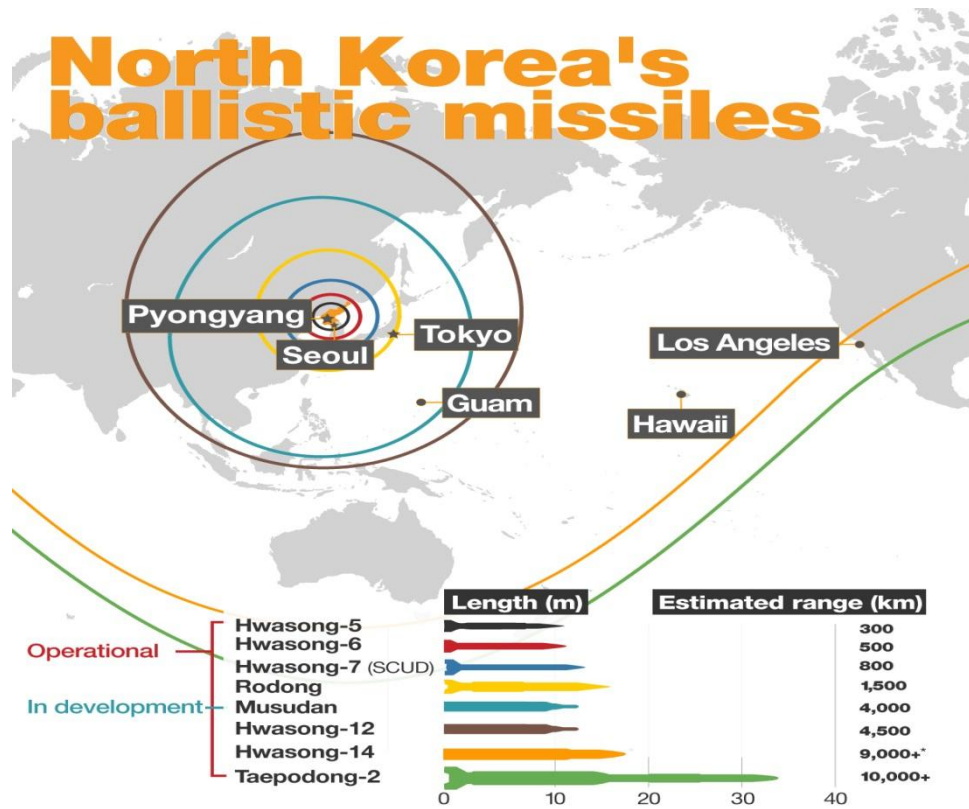 North Korea's
ballistic missiles
Pyongyang
Seoul
Tokyo
Guam
Los Angeles
Hawaii
Length (m)
Estimated range (km)
Operational
In development
Hwasong-5 300
Hwasong-6 500
Hwasong-7 (SCUD) 800
Rodong 1,500
Musudan 4,000
Hwasong-12 4,500
Hwasong-14 9,000+*
Taepodong-2 10,000+
0 10 20 30 40